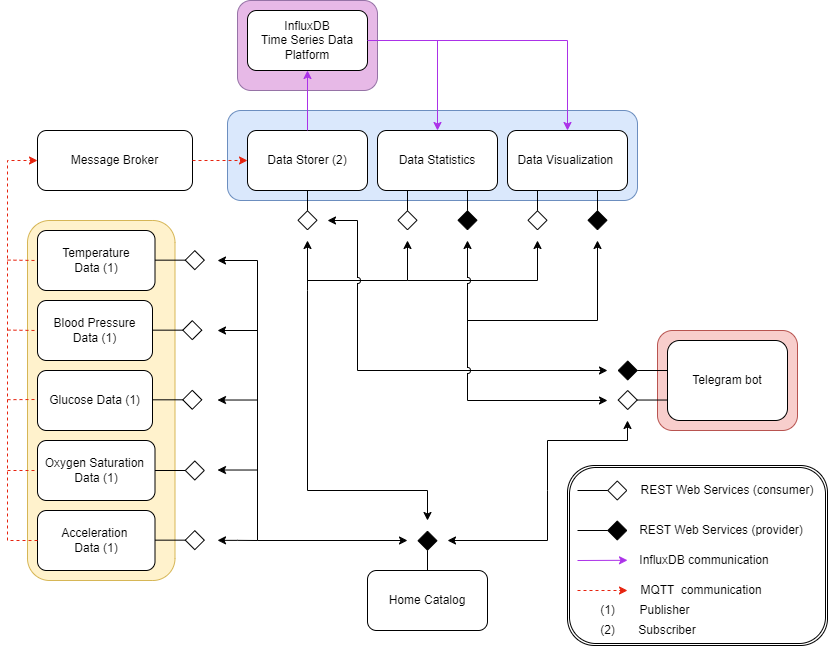 InfluxDB
Time Series Data
Platform
Message Broker
Data Storer (2)
Data Statistics
Data Visualization
Temperature
Data (1)
Blood Pressure
Data (1)
Glucose Data (1)
Oxygen Saturation
Data (1)
Acceleration
Data (1)
Telegram bot
Home Catalog
REST Web Services (consumer)
REST Web Services (provider)
InfluxDB communication
MQTT communication
(1) Publisher
(2) Subscriber